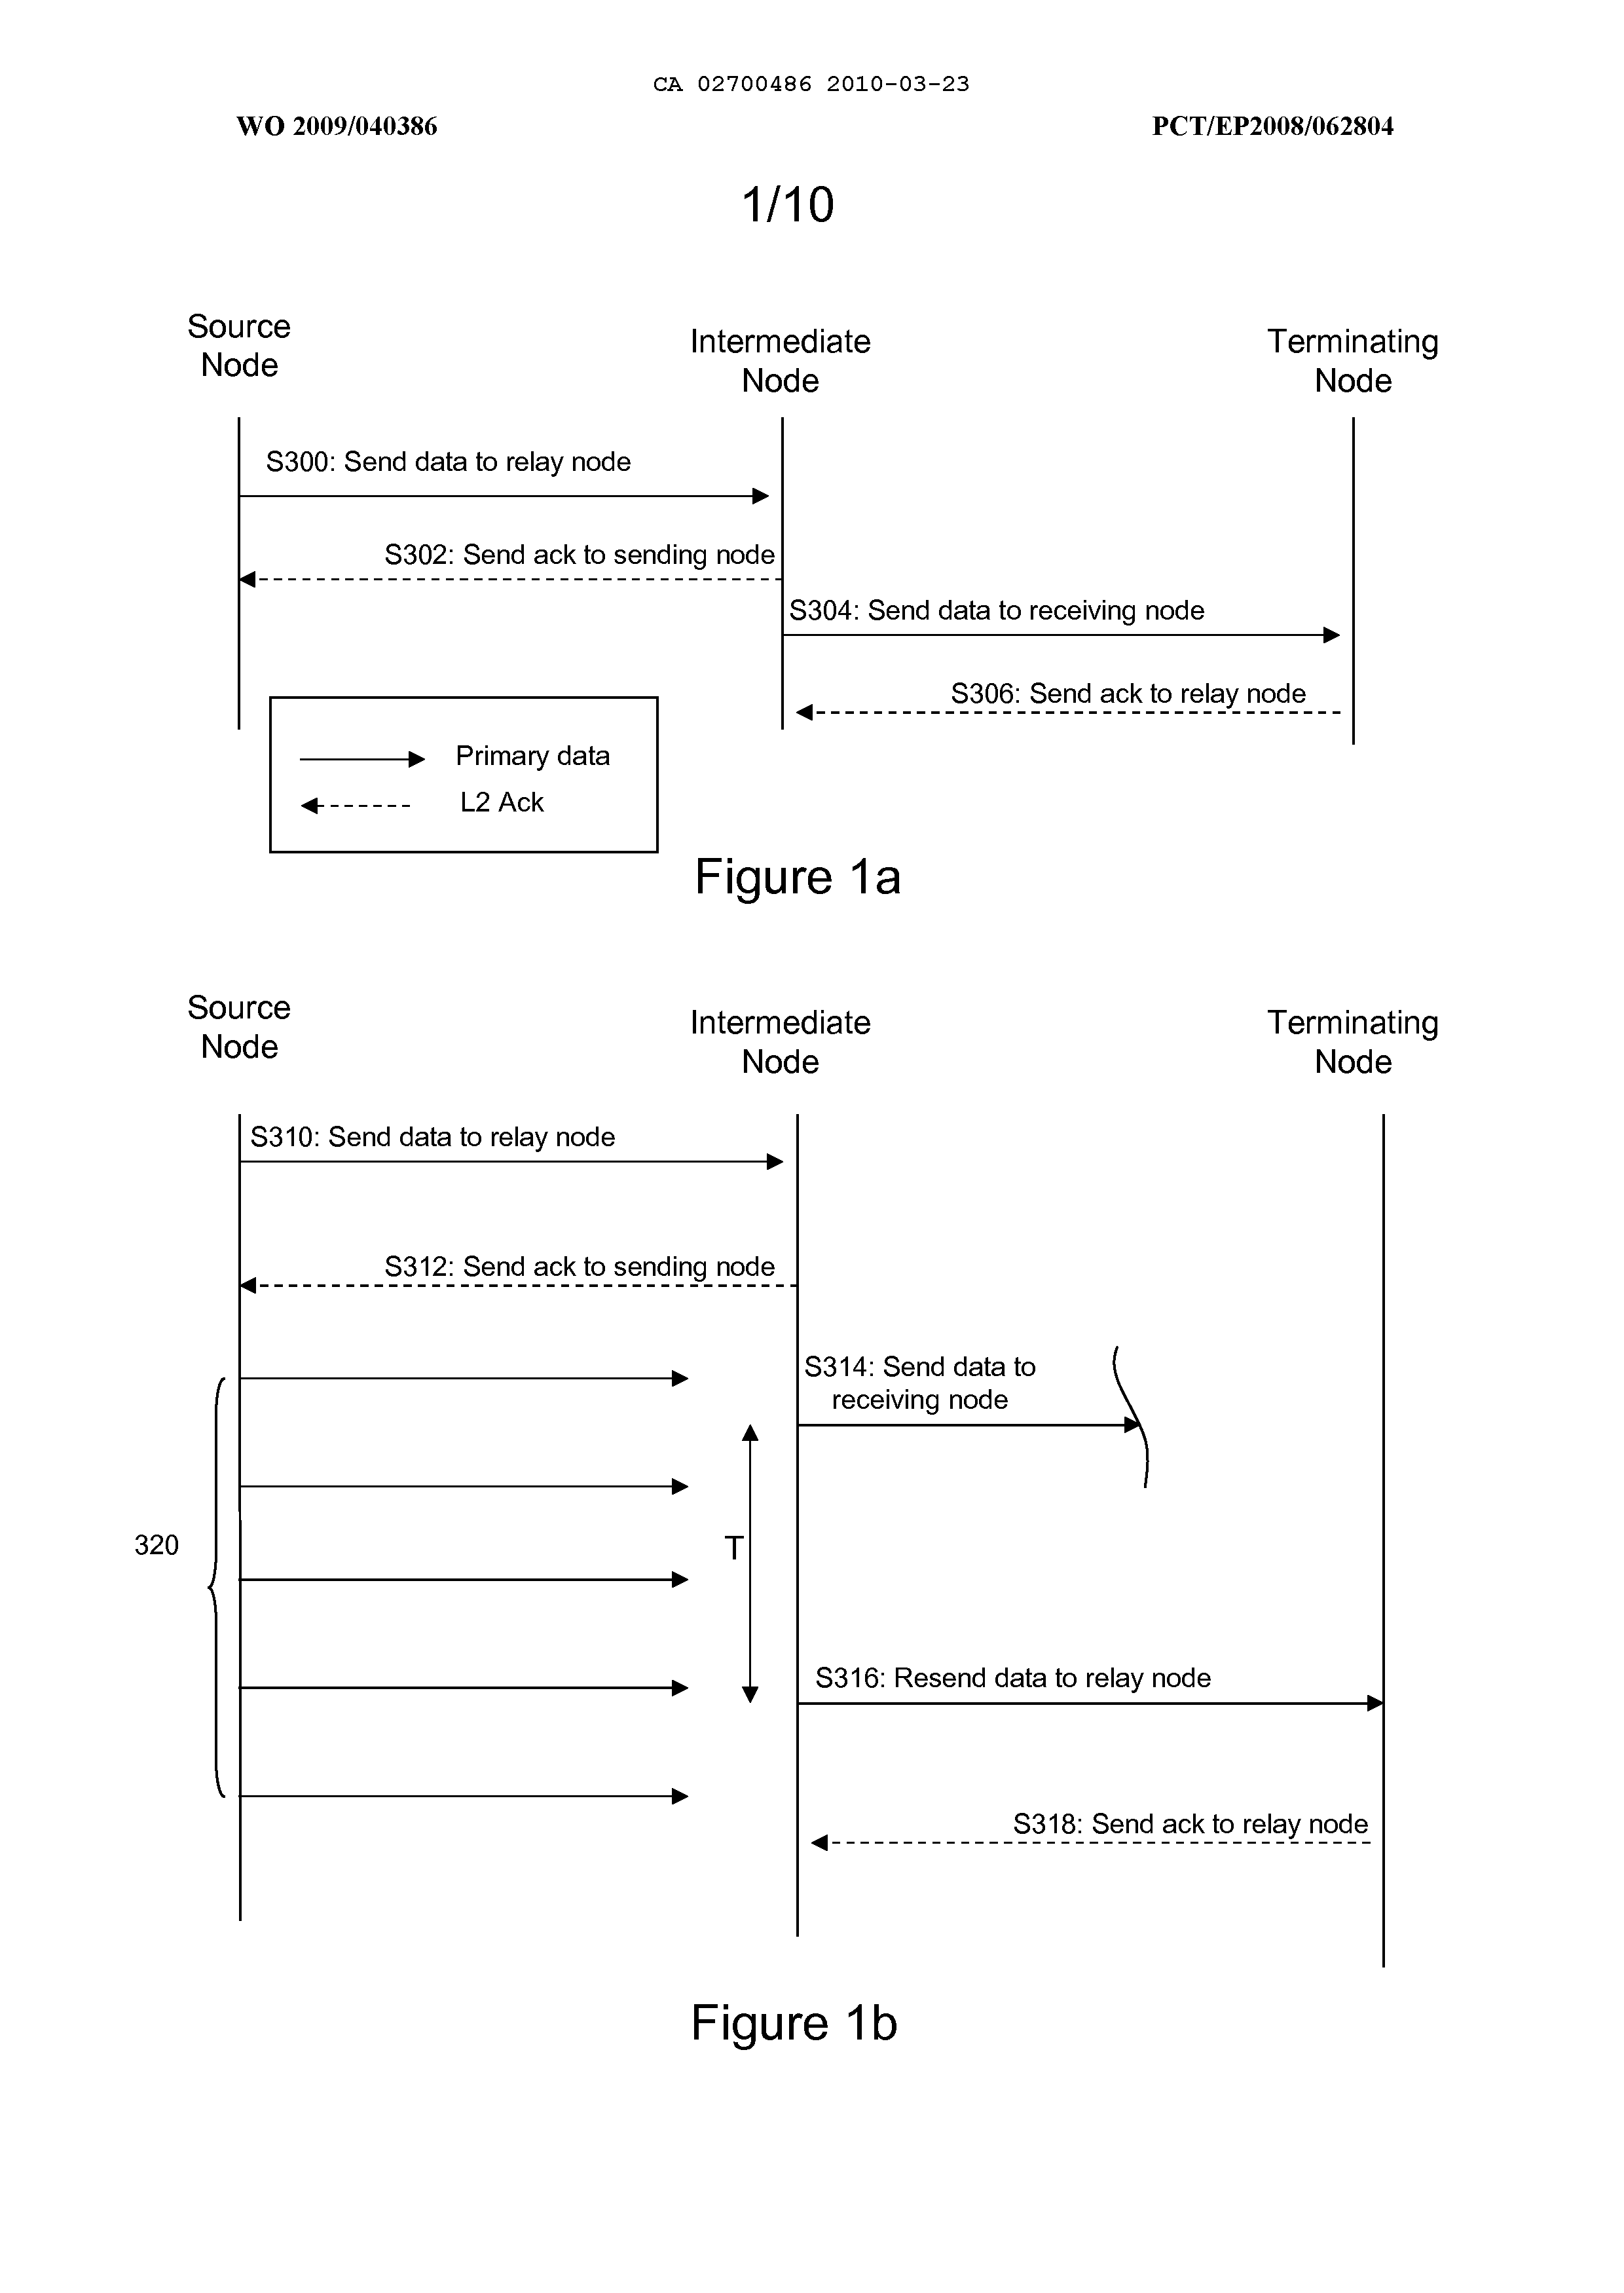 CA 02700486 2010-03-23
WO 2009/040386
PCT/EP2008/062804
1/10
Source
Node
Intermediate
Node
Terminating
Node
S300: Send data to relay node
S302: Send ack to sending node
S304: Send data to receiving node
S306: Send ack to relay node
Primary data
L2 Ack
Figure 1a
Source
Node
Intermediate
Node
Terminating
Node
S310: Send data to relay node
S312: Send ack to sending node
S314: Send data to
receiving node
320
T
S316: Resend data to relay node
S318: Send ack to relay node
Figure 1b